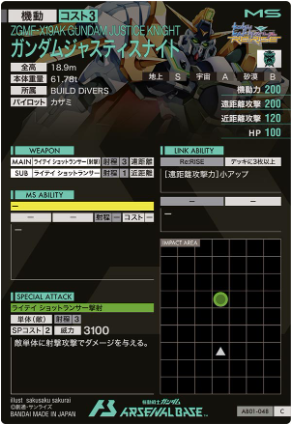 機動 コスト3 MS
ZGMF-X19AK GUNDAM JUSTICE KNIGHT
ガンダムジャスティスナイト
全高 18.9m
本体重量 61.78t
所属 BUILD DIVERS
パイロット カザミ
地上 S 宇宙 A 砂漠 B
機動力 200
遠距離攻撃 200
近距離攻撃 120
HP 100
WEAPON
MAIN ライテイ ショットランサー(射撃) 射程 3 遠距離
SUB ライテイ ショットランサー 射程 1 近距離
LINK ABILITY
Re:RISE デッキに3枚以上
[遠距離攻撃力]小アップ
MS ABILITY
—
— — 射程 — コスト —
—
— —
—
IMPACT AREA
SPECIAL ATTACK
ライテイ ショットランサー撃射
単体(敵) 射程 3
SPコスト 2 威力 3100
敵単体に射撃攻撃でダメージを与える。
illust sakusaku sakurai
©創通・サンライズ
BANDAI MADE IN JAPAN
機動戦士ガンダム
ARSENAL BASE
AB01-048 C